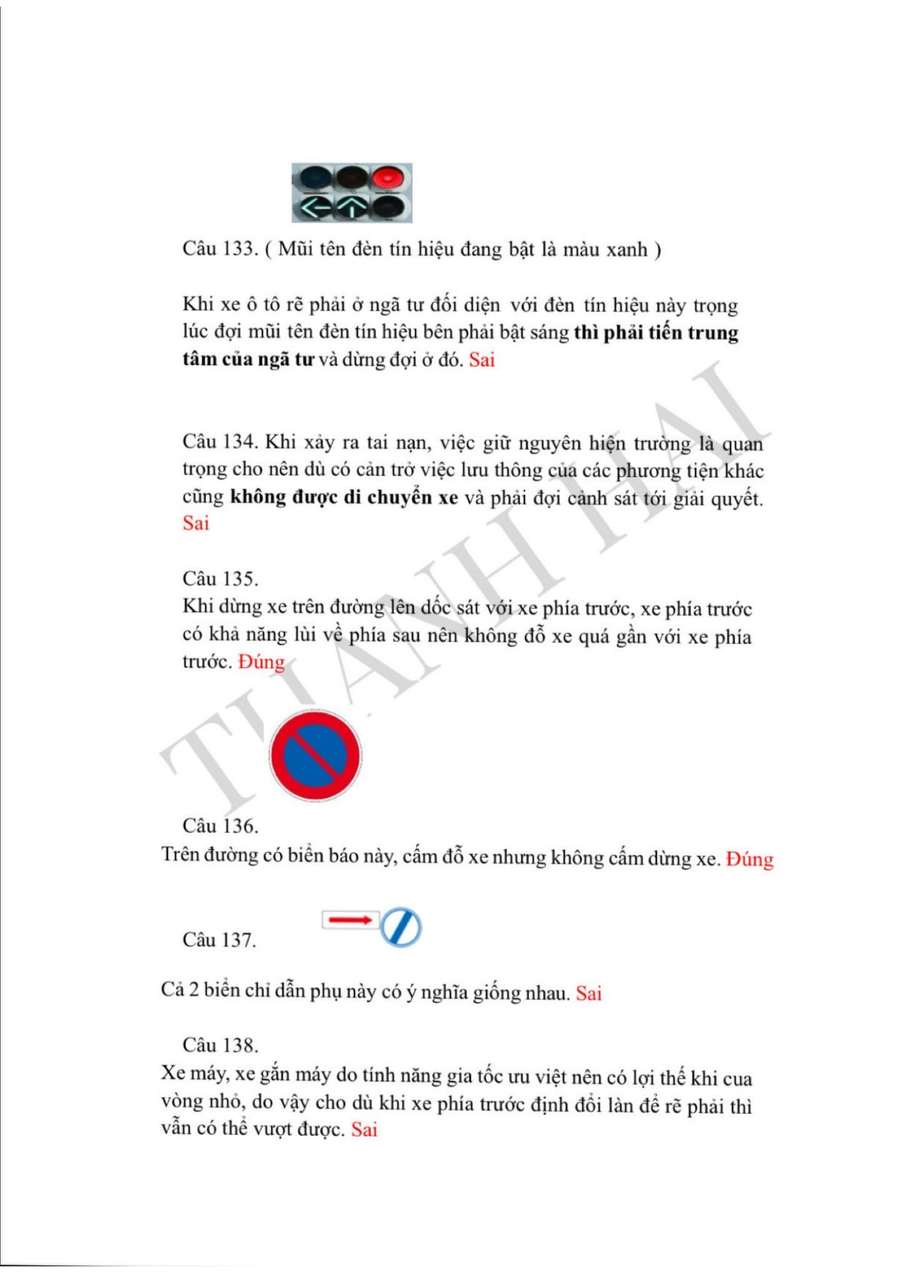 Câu 133. ( Mũi tên đèn tín hiệu đang bật là màu xanh )
Khi xe ô tô rẽ phải ở ngã tư đối diện với đèn tín hiệu này trọng
lúc đợi mũi tên đèn tín hiệu bên phải bật sáng thì phải tiến trung
tâm của ngã tư và dừng đợi ở đó. Sai
Câu 134. Khi xảy ra tai nạn, việc giữ nguyên hiện trường là quan
trọng cho nên dù có cản trở việc lưu thông của các phương tiện khác
cũng không được di chuyển xe và phải đợi cảnh sát tới giải quyết.
Sai
Câu 135.
Khi dừng xe trên đường lên dốc sát với xe phía trước, xe phía trước
có khả năng lùi về phía sau nên không đỗ xe quá gần với xe phía
trước. Đúng
THANH HAI
Câu 136.
Trên đường có biển báo này, cấm đỗ xe nhưng không cấm dừng xe. Đúng
Câu 137.
Cả 2 biển chỉ dẫn phụ này có ý nghĩa giống nhau. Sai
Câu 138.
Xe máy, xe gắn máy do tính năng gia tốc ưu việt nên có lợi thế khi cua
vòng nhỏ, do vậy cho dù khi xe phía trước định đổi làn để rẽ phải thì
vẫn có thể vượt được. Sai